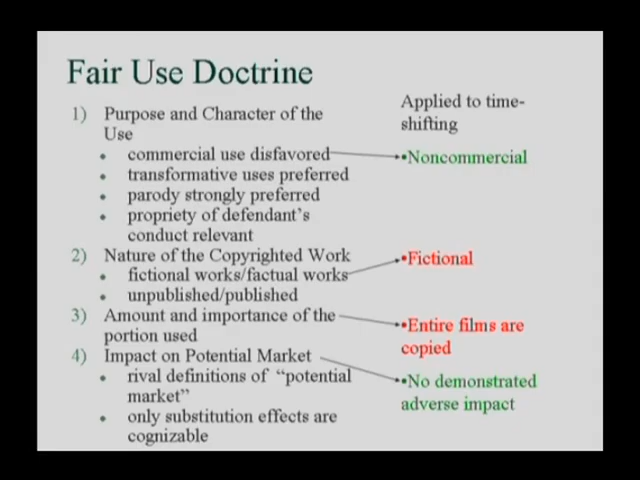 Fair Use Doctrine
1) Purpose and Character of the
Use
• commercial use disfavored
• transformative uses preferred
• parody strongly preferred
• propriety of defendant's
conduct relevant
2) Nature of the Copyrighted Work
• fictional works/factual works
• unpublished/published
3) Amount and importance of the
portion used
4) Impact on Potential Market
• rival definitions of "potential
market"
• only substitution effects are
cognizable
Applied to time-
shifting
•Noncommercial
•Fictional
•Entire films are
copied
•No demonstrated
adverse impact